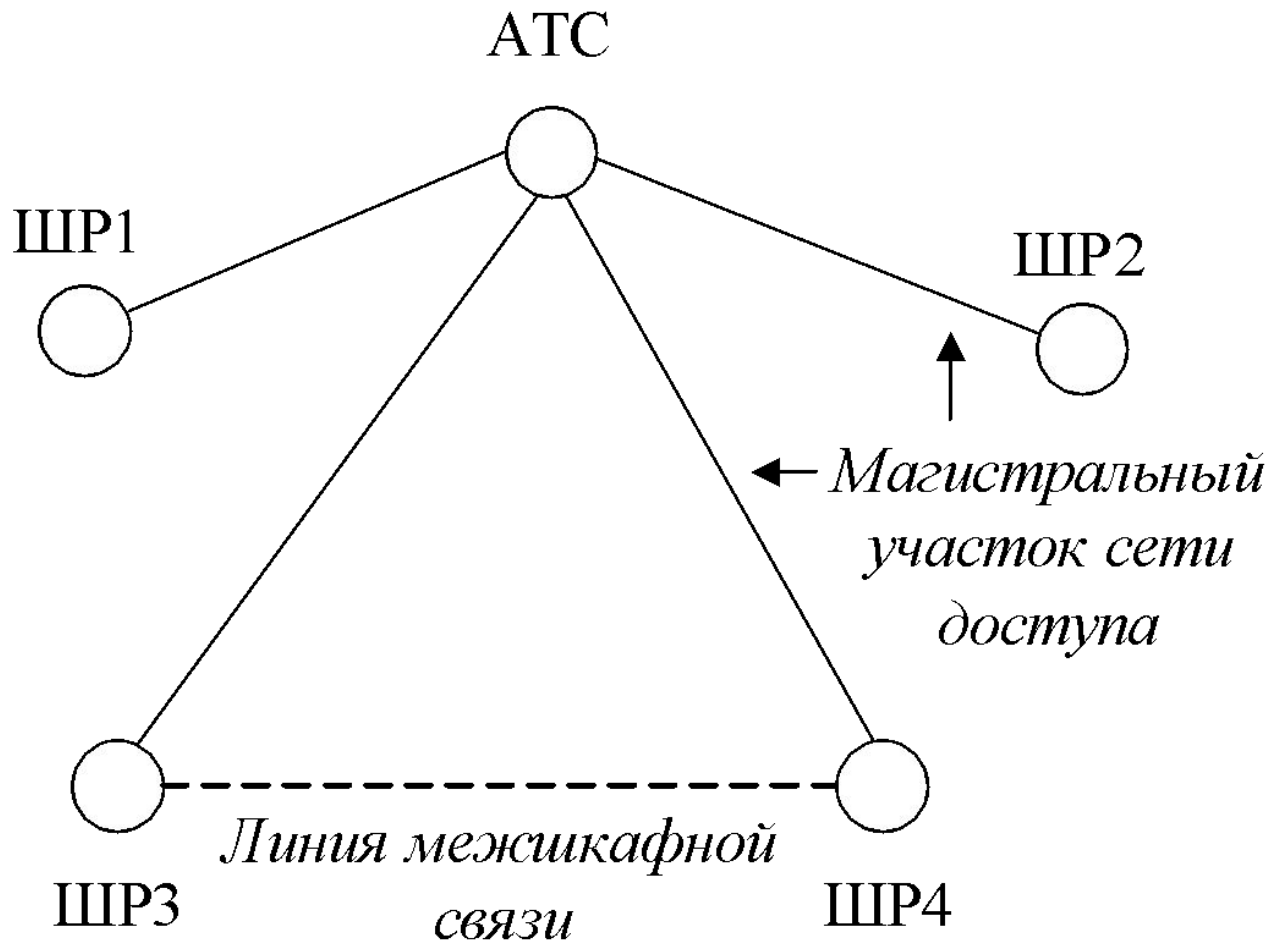 АТС
ШР1
ШР2
Магистральный
участок сети
доступа
Линия межшкафной
связи
ШР3
ШР4